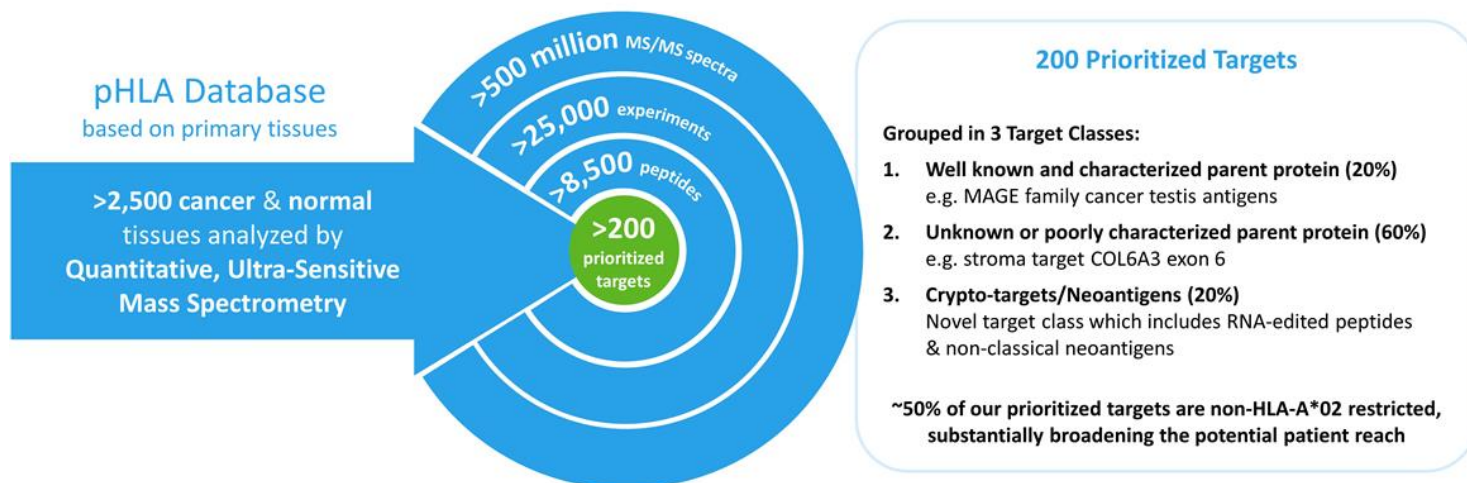 pHLA Database
based on primary tissues
>2,500 cancer & normal
tissues analyzed by
Quantitative, Ultra-Sensitive
Mass Spectrometry
>500 million MS/MS spectra
>25,000 experiments
>8,500 peptides
>200
prioritized
targets
200 Prioritized Targets
Grouped in 3 Target Classes:
1. Well known and characterized parent protein (20%)
e.g. MAGE family cancer testis antigens
2. Unknown or poorly characterized parent protein (60%)
e.g. stroma target COL6A3 exon 6
3. Crypto-targets/Neoantigens (20%)
Novel target class which includes RNA-edited peptides
& non-classical neoantigens
~50% of our prioritized targets are non-HLA-A*02 restricted,
substantially broadening the potential patient reach